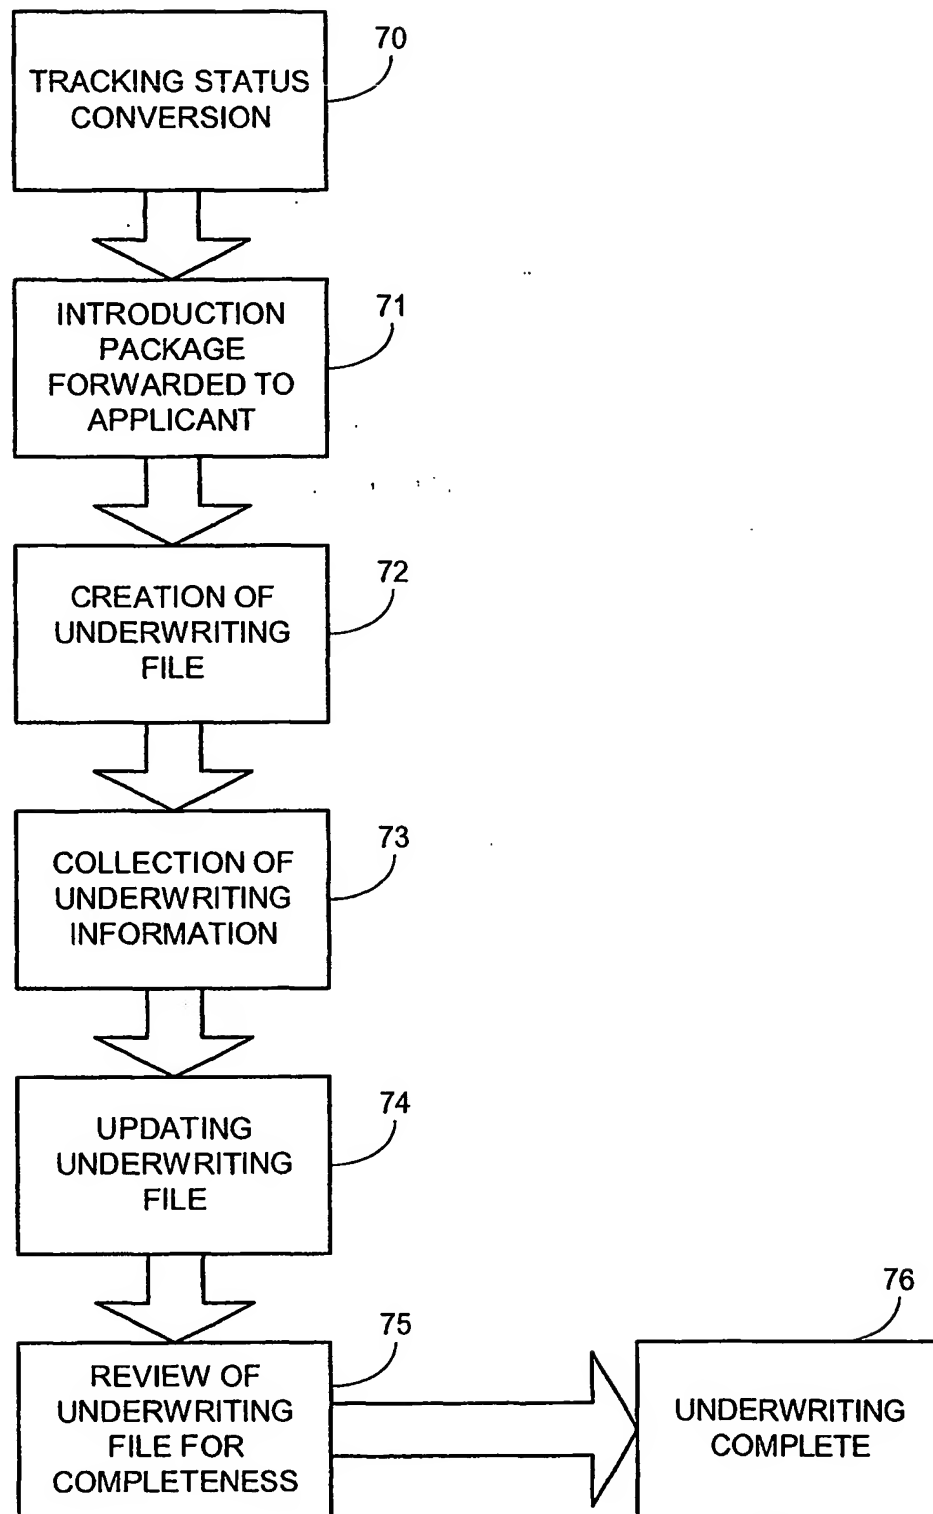 70
TRACKING STATUS
CONVERSION
71
INTRODUCTION
PACKAGE
FORWARDED TO
APPLICANT
72
CREATION OF
UNDERWRITING
FILE
73
COLLECTION OF
UNDERWRITING
INFORMATION
74
UPDATING
UNDERWRITING
FILE
75
REVIEW OF
UNDERWRITING
FILE FOR
COMPLETENESS
76
UNDERWRITING
COMPLETE